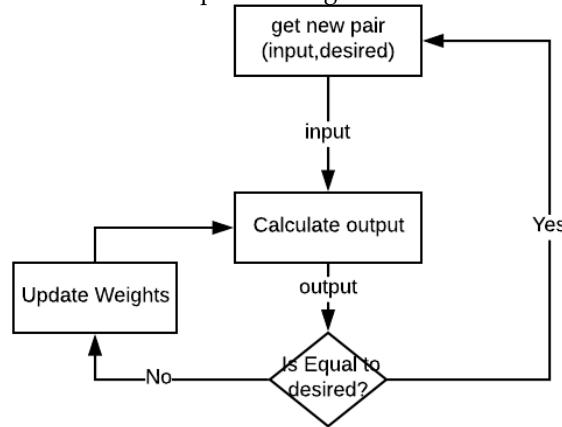 get new pair
(input,desired)
input
Calculate output
Yes
Update Weights
output
Is Equal to
desired?
No